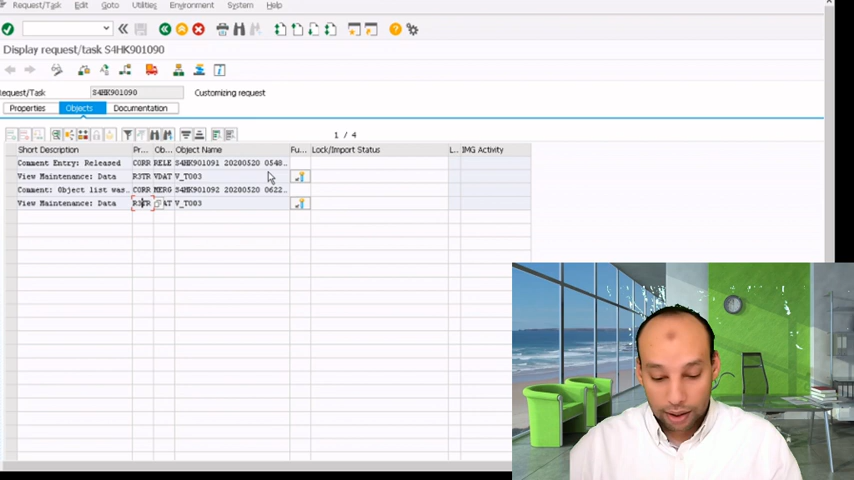 Request/Task Edit Goto Utilities Environment System Help
Display request/task S4HK901090
Request/Task S4HK901090 Customizing request
Properties Objects Documentation
1 / 4
Short Description Pr... Ob... Object Name Fu... Lock/Import Status L.. IMG Activity
Comment Entry: Released CORR RELE S4HK901091 20200520 0548..
View Maintenance: Data R3TR VDAT V_TO03
Comment: Object list was.. CORR MERG S4HK901092 20200520 0622..
View Maintenance: Data R3TR AT V_TO03